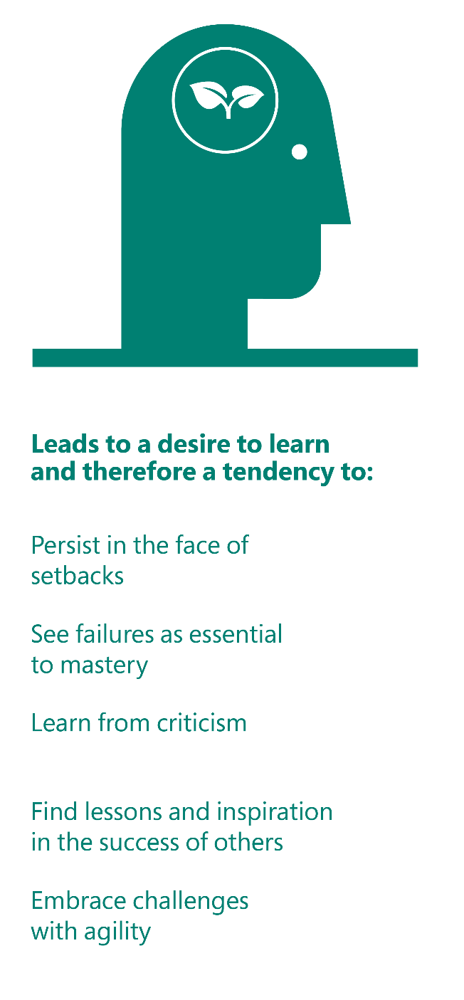 Leads to a desire to learn
and therefore a tendency to:
Persist in the face of
setbacks
See failures as essential
to mastery
Learn from criticism
Find lessons and inspiration
in the success of others
Embrace challenges
with agility